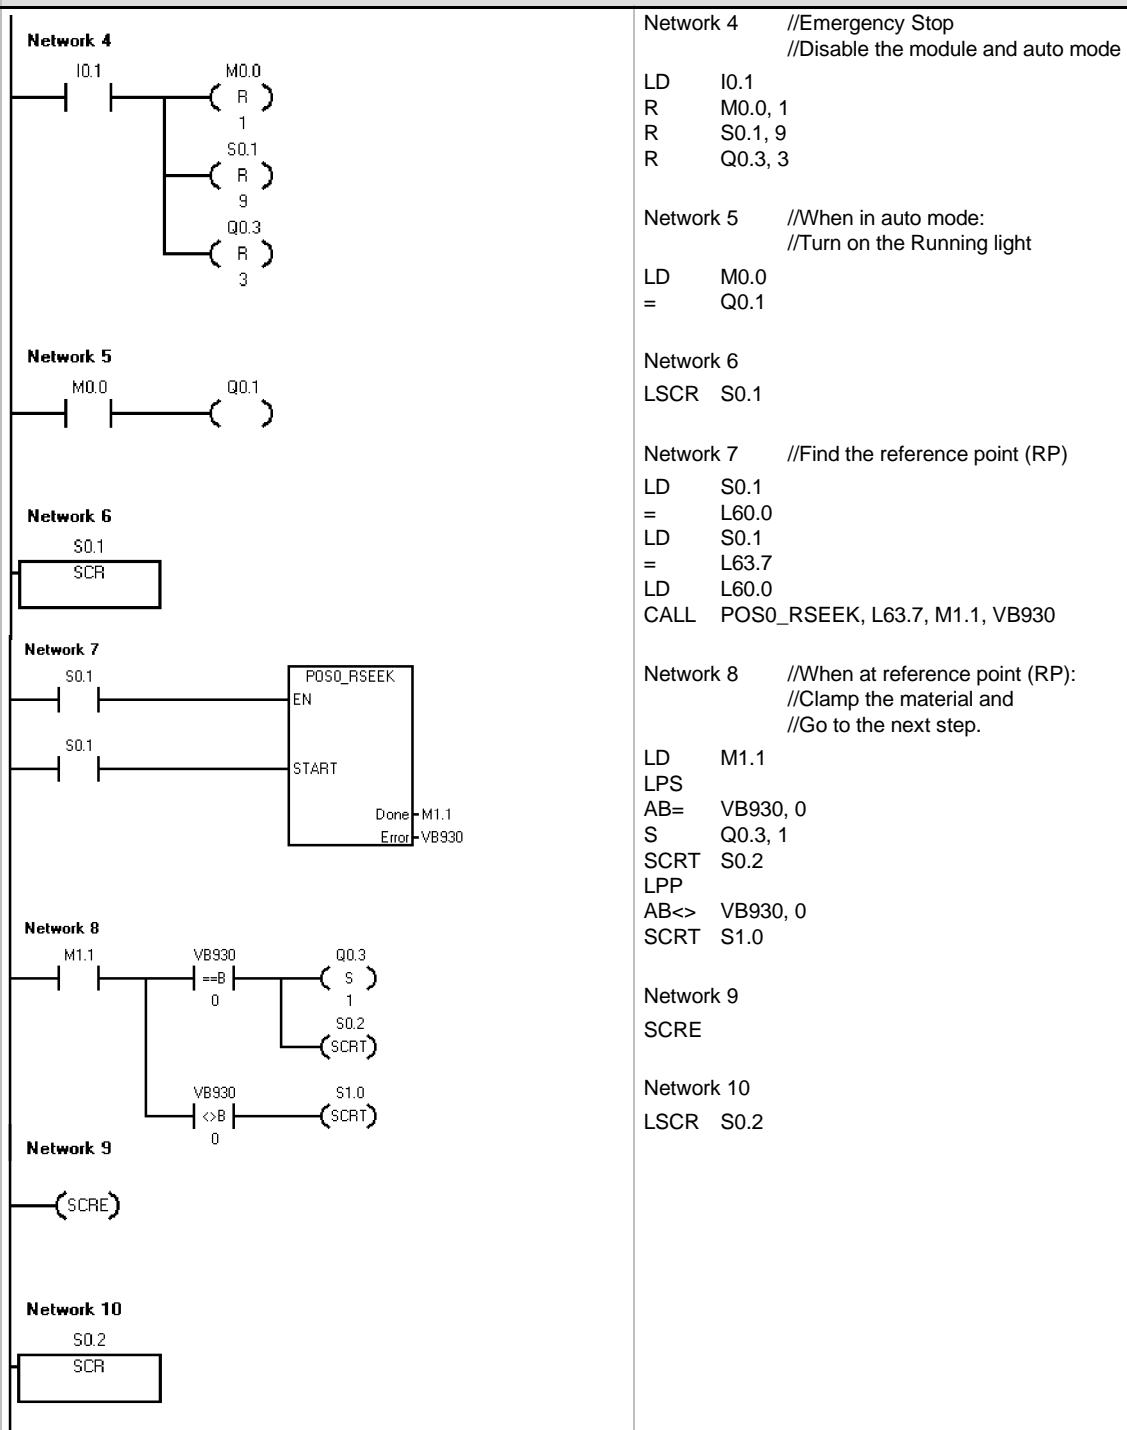 Network 4
I0.1 M0.0
R
1
S0.1
R
9
Q0.3
R
3
Network 5
M0.0 Q0.1
Network 6
S0.1
SCR
Network 7
S0.1 POS0_RSEEK
EN
S0.1
START
Done M1.1
Error VB930
Network 8
M1.1 VB930 Q0.3
==B S
0 1
S0.2
SCRT
VB930 S1.0
<>B SCRT
0
Network 9
SCRE
Network 10
S0.2
SCR
Network 4 //Emergency Stop
//Disable the module and auto mode
LD I0.1
R M0.0, 1
R S0.1, 9
R Q0.3, 3
Network 5 //When in auto mode:
//Turn on the Running light
LD M0.0
= Q0.1
Network 6
LSCR S0.1
Network 7 //Find the reference point (RP)
LD S0.1
= L60.0
LD S0.1
= L63.7
LD L60.0
CALL POS0_RSEEK, L63.7, M1.1, VB930
Network 8 //When at reference point (RP):
//Clamp the material and
//Go to the next step.
LD M1.1
LPS
AB= VB930, 0
S Q0.3, 1
SCRT S0.2
LPP
AB<> VB930, 0
SCRT S1.0
Network 9
SCRE
Network 10
LSCR S0.2